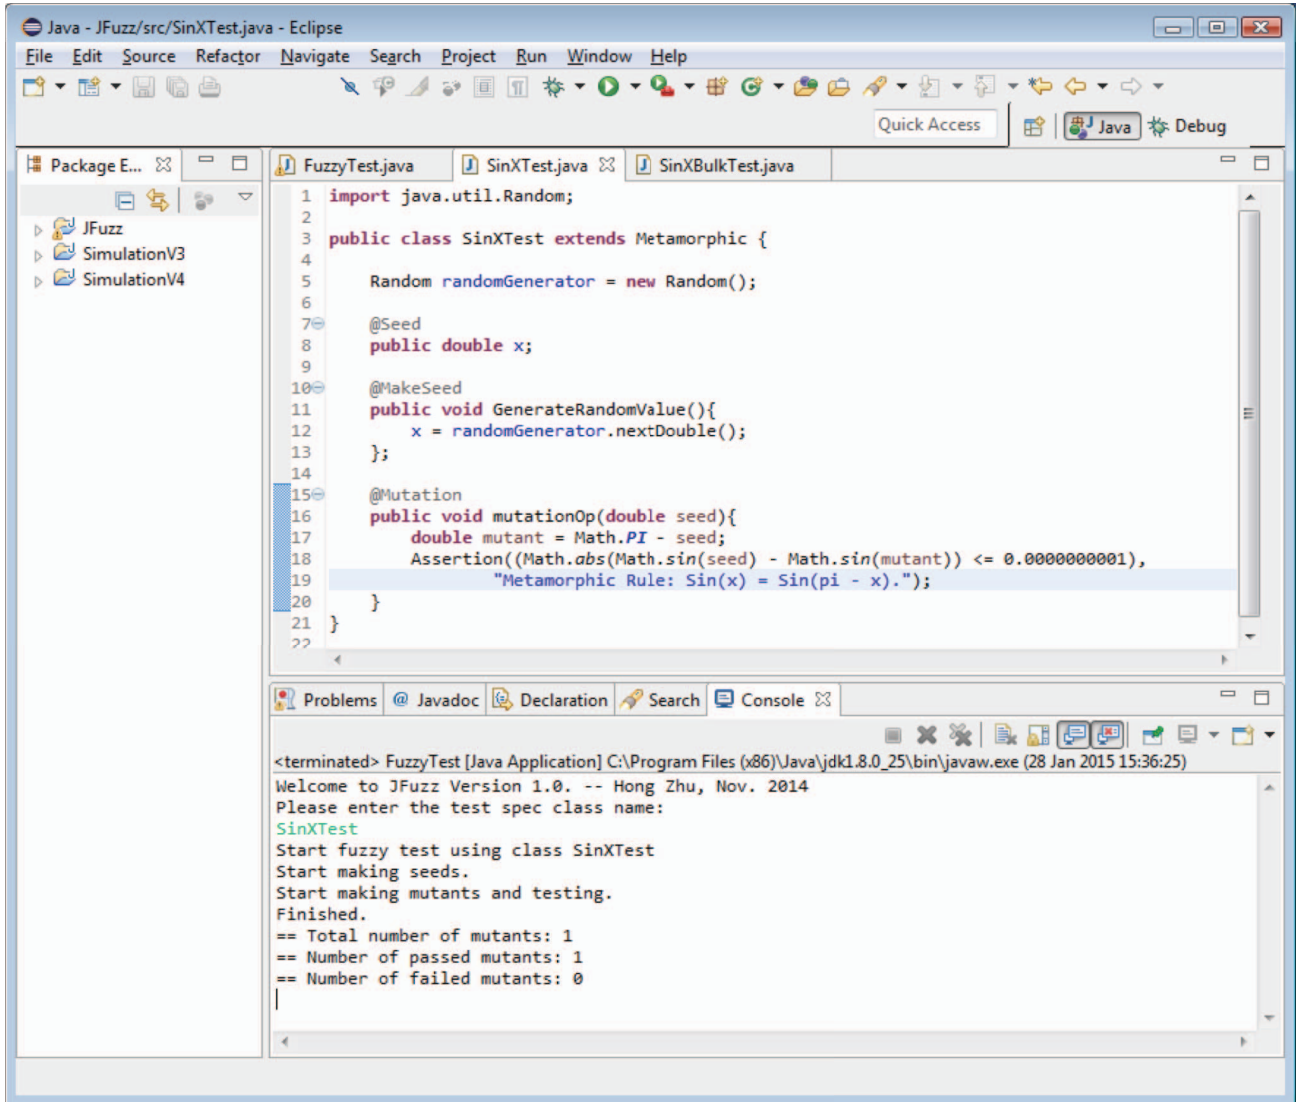 Java - JFuzz/src/SinXTest.java - Eclipse
File Edit Source Refactor Navigate Search Project Run Window Help
Quick Access Java Debug
Package E...
JFuzz
SimulationV3
SimulationV4
FuzzyTest.java SinXTest.java SinXBulkTest.java
1 import java.util.Random;
2
3 public class SinXTest extends Metamorphic {
4
5 Random randomGenerator = new Random();
6
7 @Seed
8 public double x;
9
10 @MakeSeed
11 public void GenerateRandomValue(){
12 x = randomGenerator.nextDouble();
13 };
14
15 @Mutation
16 public void mutationOp(double seed){
17 double mutant = Math.PI - seed;
18 Assertion((Math.abs(Math.sin(seed) - Math.sin(mutant)) <= 0.0000000001),
19 "Metamorphic Rule: Sin(x) = Sin(pi - x).");
20 }
21 }
22
Problems @ Javadoc Declaration Search Console
<terminated> FuzzyTest [Java Application] C:\Program Files (x86)\Java\jdk1.8.0_25\bin\javaw.exe (28 Jan 2015 15:36:25)
Welcome to JFuzz Version 1.0. -- Hong Zhu, Nov. 2014
Please enter the test spec class name:
SinXTest
Start fuzzy test using class SinXTest
Start making seeds.
Start making mutants and testing.
Finished.
== Total number of mutants: 1
== Number of passed mutants: 1
== Number of failed mutants: 0